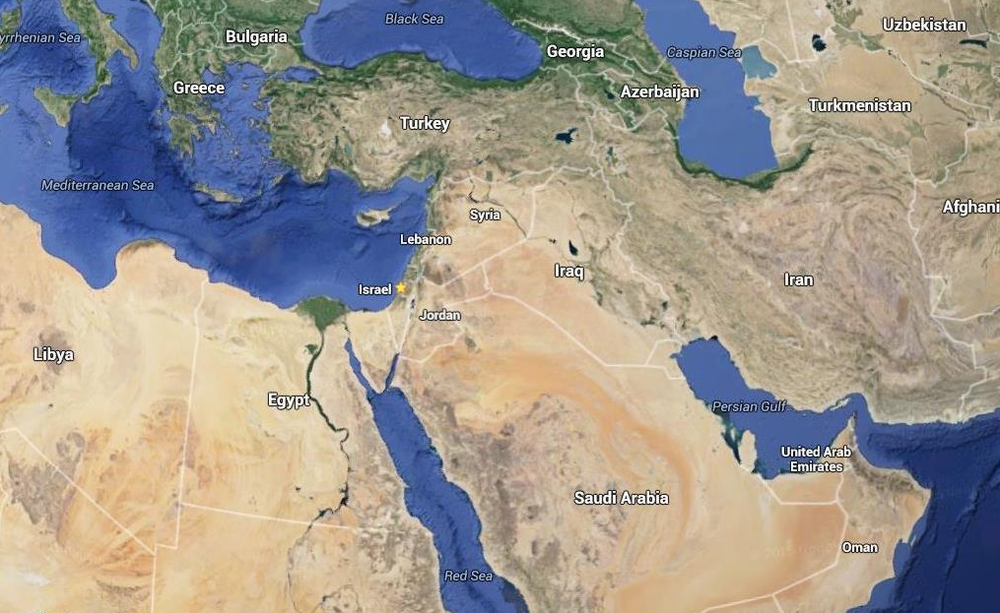 Black Sea
Uzbekistan
yrrhenian Sea
Bulgaria
Georgia
Caspian Sea
Greece
Azerbaijan
Turkmenistan
Turkey
Mediterranean Sea
Afghani
Syria
Lebanon
Iraq
Iran
Israel
Jordan
Libya
Egypt
Persian Gulf
United Arab
Emirates
Saudi Arabia
Oman
Red Sea